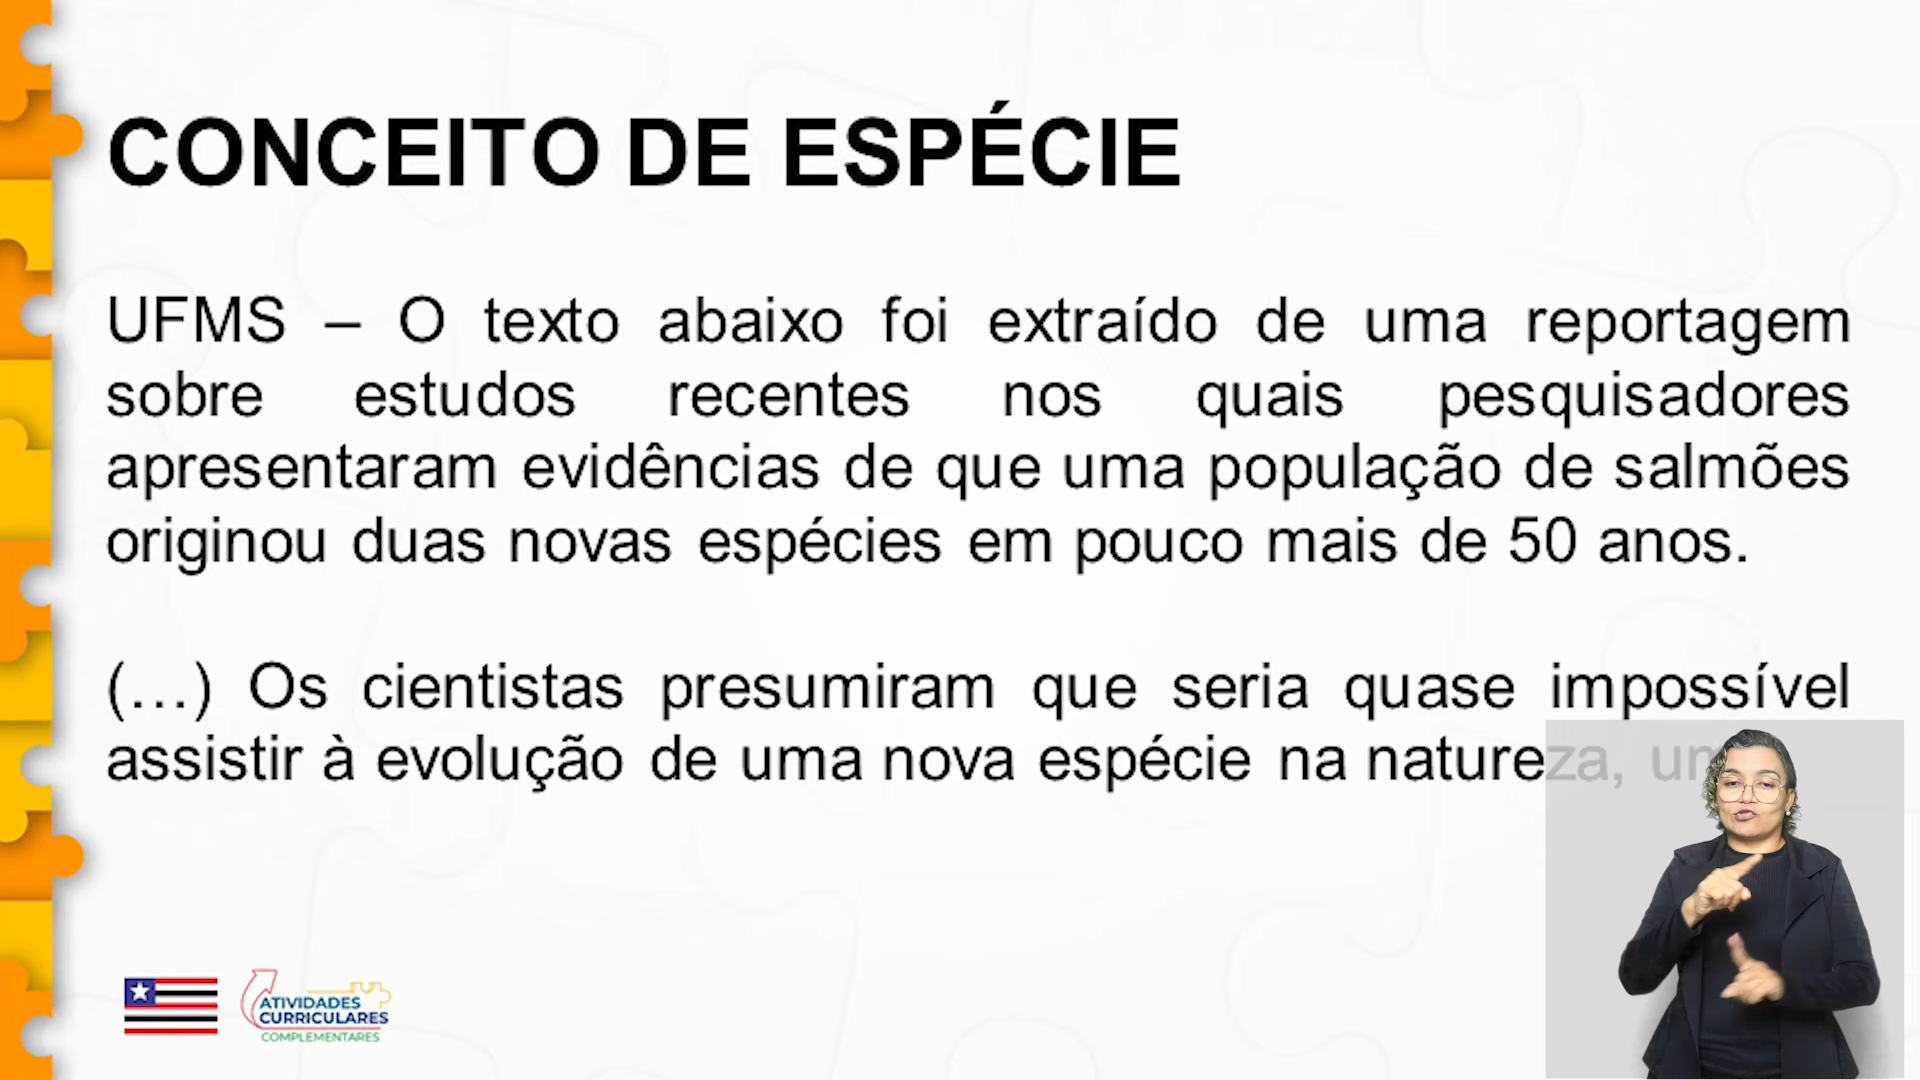 CONCEITO DE ESPÉCIE
UFMS – O texto abaixo foi extraído de uma reportagem
sobre estudos recentes nos quais pesquisadores
apresentaram evidências de que uma população de salmões
originou duas novas espécies em pouco mais de 50 anos.
(…) Os cientistas presumiram que seria quase impossível
assistir à evolução de uma nova espécie na natureza,
ATIVIDADES
CURRICULARES
COMPLEMENTARES